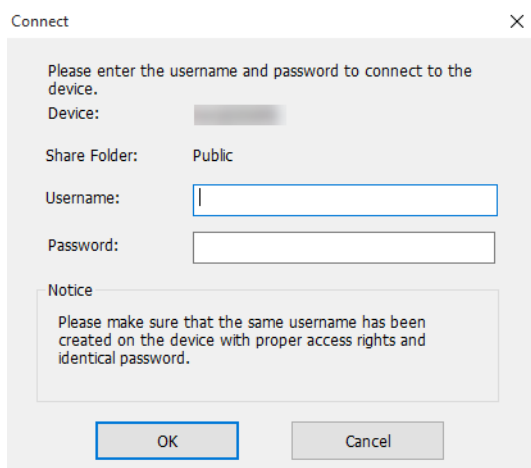 Connect
Please enter the username and password to connect to the
device.
Device:
Share Folder: Public
Username:
Password:
Notice
Please make sure that the same username has been
created on the device with proper access rights and
identical password.
OK Cancel